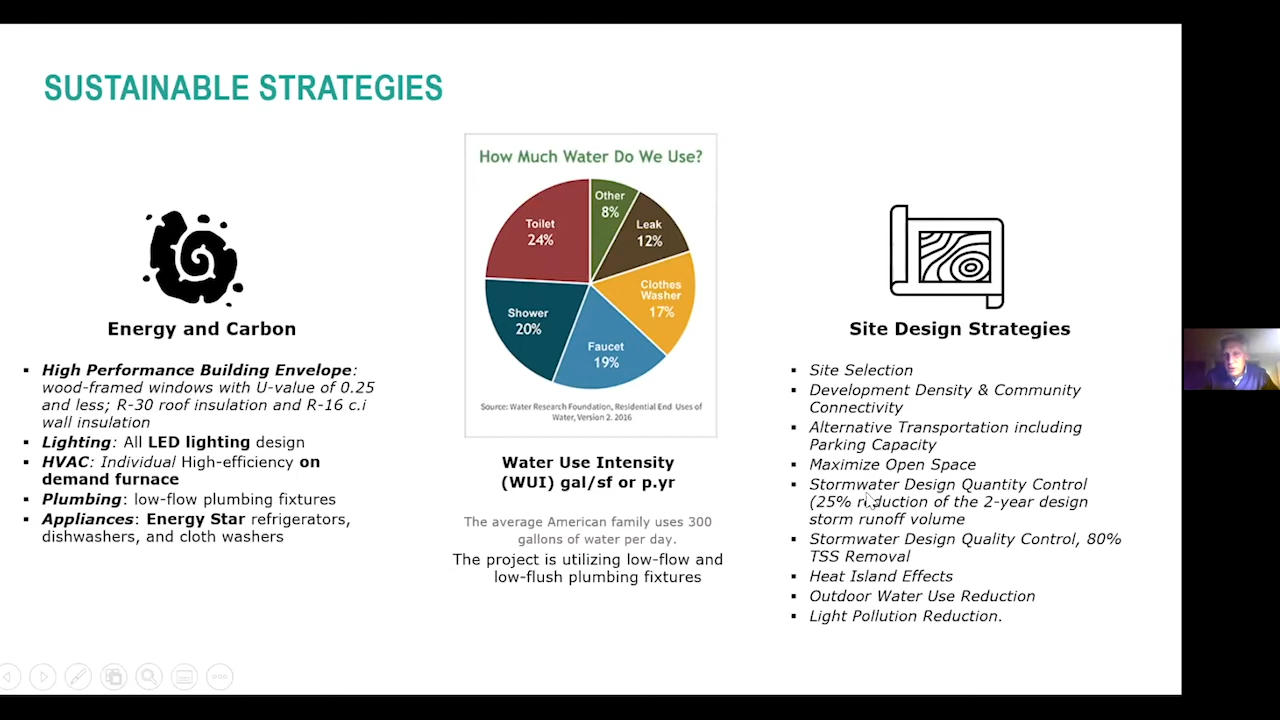 SUSTAINABLE STRATEGIES
Energy and Carbon
▪ High Performance Building Envelope:
wood-framed windows with U-value of 0.25
and less; R-30 roof insulation and R-16 c.i
wall insulation
▪ Lighting: All LED lighting design
▪ HVAC: Individual High-efficiency on
demand furnace
▪ Plumbing: low-flow plumbing fixtures
▪ Appliances: Energy Star refrigerators,
dishwashers, and cloth washers
How Much Water Do We Use?
Other
8%
Leak
12%
Clothes
Washer
17%
Faucet
19%
Shower
20%
Toilet
24%
Source: Water Research Foundation, Residential End Uses of
Water, Version 2. 2016
Water Use Intensity
(WUI) gal/sf or p.yr
The average American family uses 300
gallons of water per day.
The project is utilizing low-flow and
low-flush plumbing fixtures
Site Design Strategies
▪ Site Selection
▪ Development Density & Community
Connectivity
▪ Alternative Transportation including
Parking Capacity
▪ Maximize Open Space
▪ Stormwater Design Quantity Control
(25% reduction of the 2-year design
storm runoff volume
▪ Stormwater Design Quality Control, 80%
TSS Removal
▪ Heat Island Effects
▪ Outdoor Water Use Reduction
▪ Light Pollution Reduction.